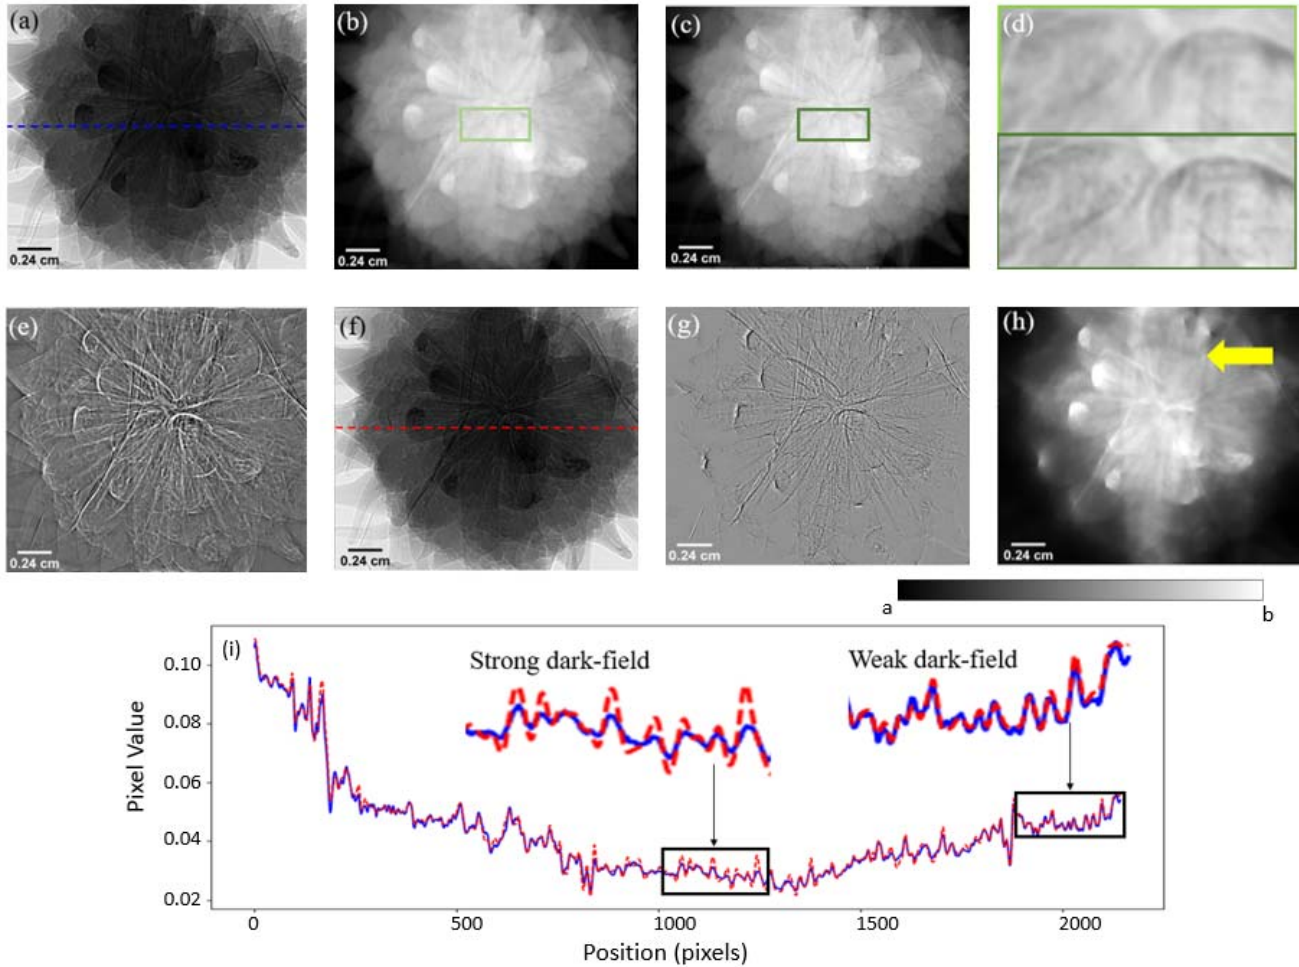 (a)
(b)
(c)
(d)
0.24 cm
0.24 cm
0.24 cm
(e)
(f)
(g)
(h)
0.24 cm
0.24 cm
0.24 cm
0.24 cm
a
b
(i)
Strong dark-field
Weak dark-field
Pixel Value
0.10
0.08
0.06
0.04
0.02
0
500
1000
1500
2000
Position (pixels)